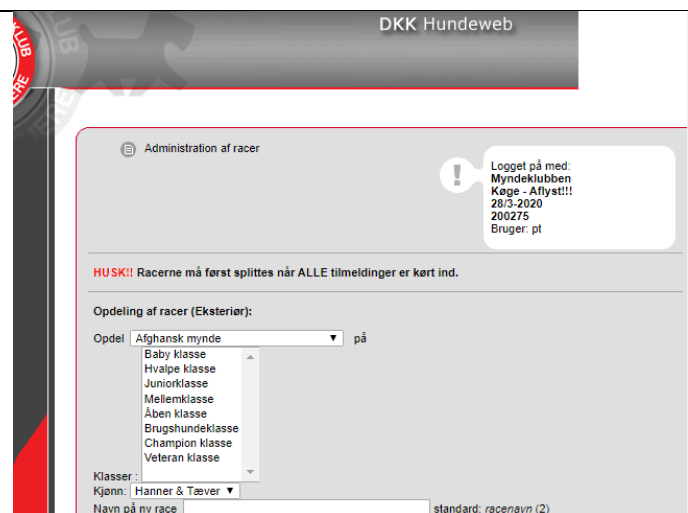 KLUB
DKK Hundeweb
IERE
Administration af racer
Logget på med:
Myndeklubben
Køge - Aflyst!!!
28/3-2020
200275
Bruger: pt
HUSK!! Racerne må først splittes når ALLE tilmeldinger er kørt ind.
Opdeling af racer (Eksteriør):
Opdel Afghansk mynde på
Baby klasse
Hvalpe klasse
Juniorklasse
Mellemklasse
Åben klasse
Brugshundeklasse
Champion klasse
Veteran klasse
Klasser :
Kjønn: Hanner & Tæver
Navn på ny race standard: racenavn (2)